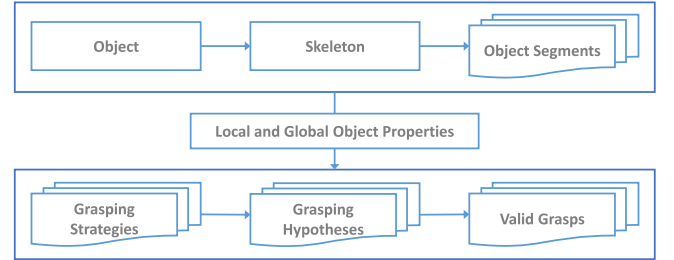 Object
Skeleton
Object Segments
Local and Global Object Properties
Grasping
Strategies
Grasping
Hypotheses
Valid Grasps